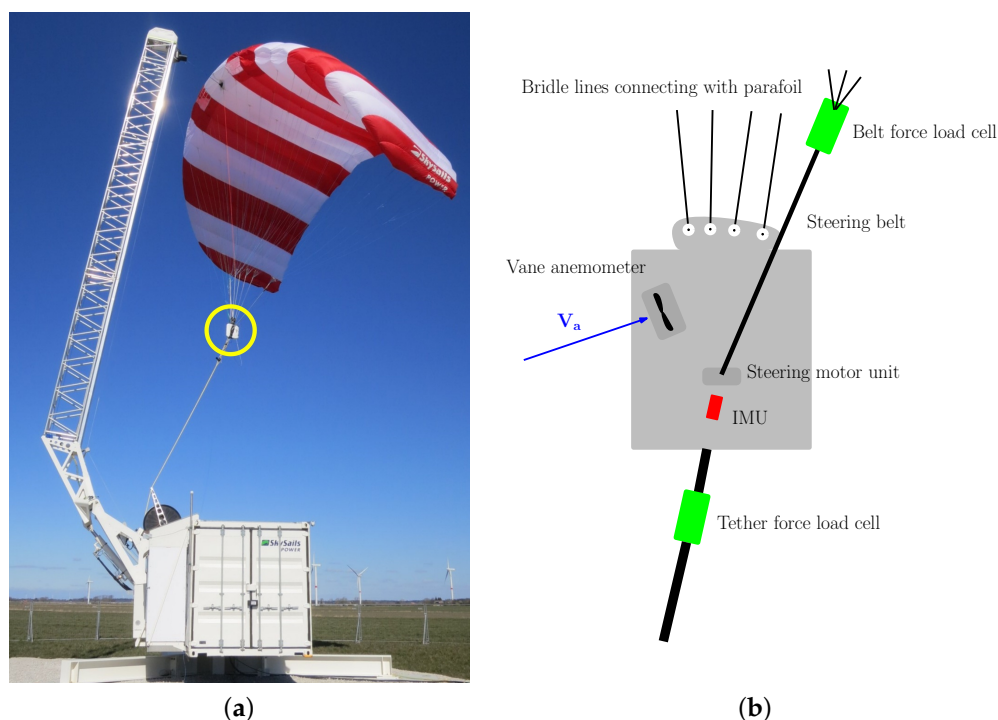 SkySails
POWER
SkySails
POWER
Bridle lines connecting with parafoil
Belt force load cell
Steering belt
Vane anemometer
Va
Steering motor unit
IMU
Tether force load cell
(a)
(b)